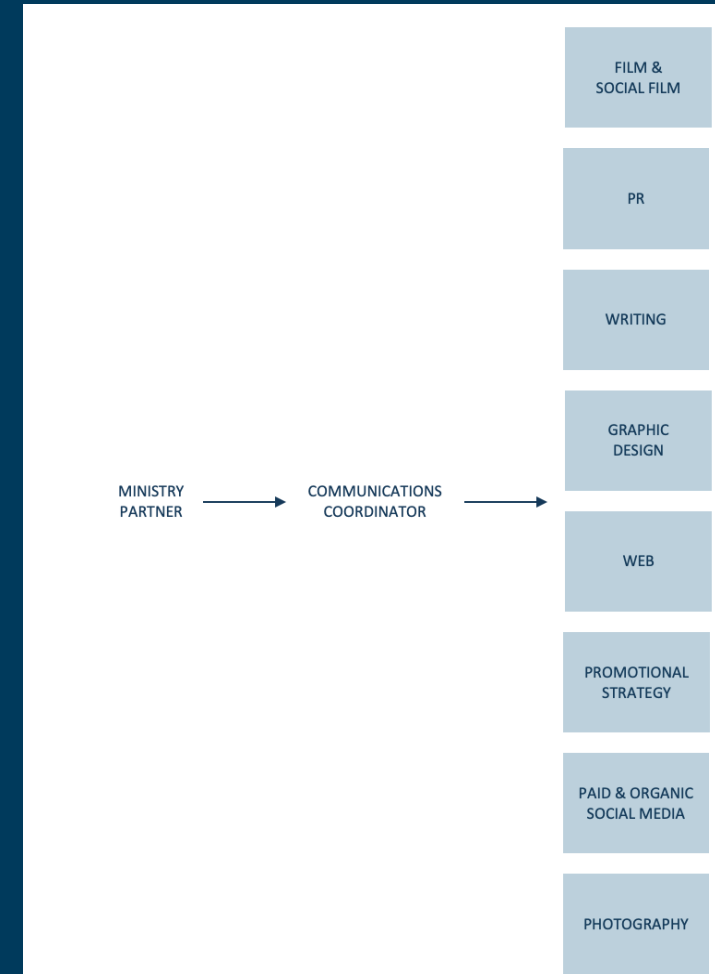 FILM &
SOCIAL FILM
PR
WRITING
GRAPHIC
DESIGN
MINISTRY
PARTNER
COMMUNICATIONS
COORDINATOR
WEB
PROMOTIONAL
STRATEGY
PAID & ORGANIC
SOCIAL MEDIA
PHOTOGRAPHY